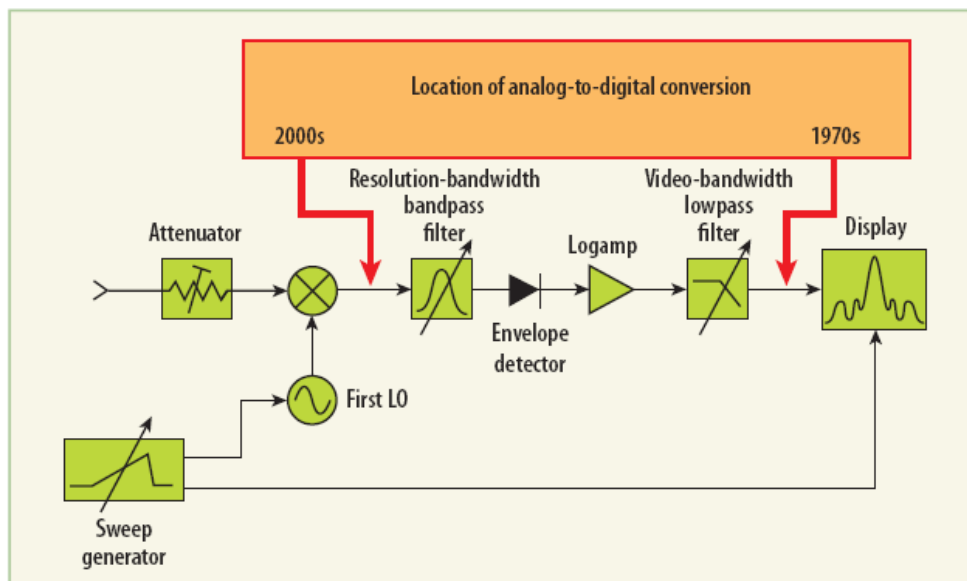 Location of analog-to-digital conversion
2000s
1970s
Resolution-bandwidth
bandpass
filter
Video-bandwidth
lowpass
filter
Attenuator
Logamp
Display
Envelope
detector
First LO
Sweep
generator